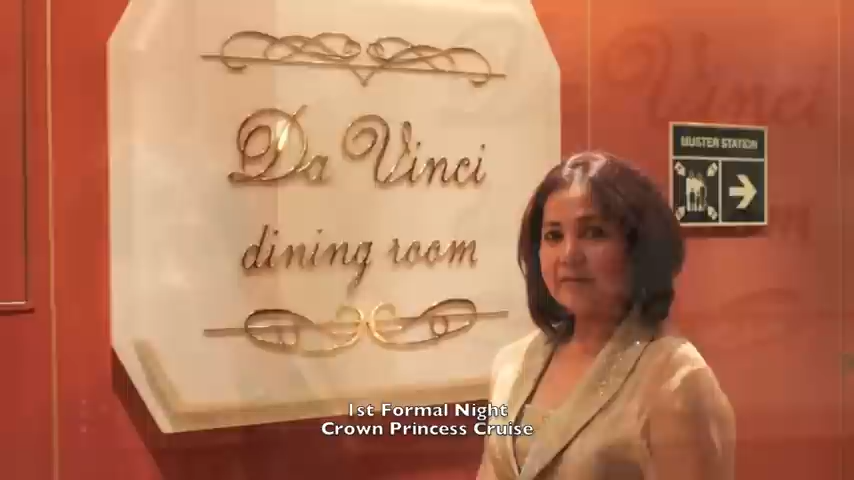 Da Vinci
dining room
MUSTER STATION
1st Formal Night
Crown Princess Cruise